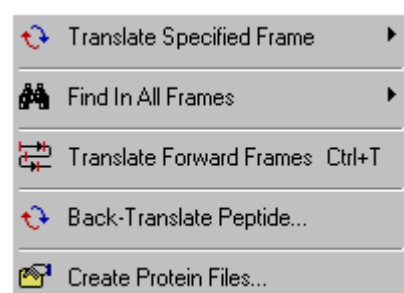 Translate Specified Frame
Find In All Frames
Translate Forward Frames Ctrl+T
Back-Translate Peptide...
Create Protein Files...